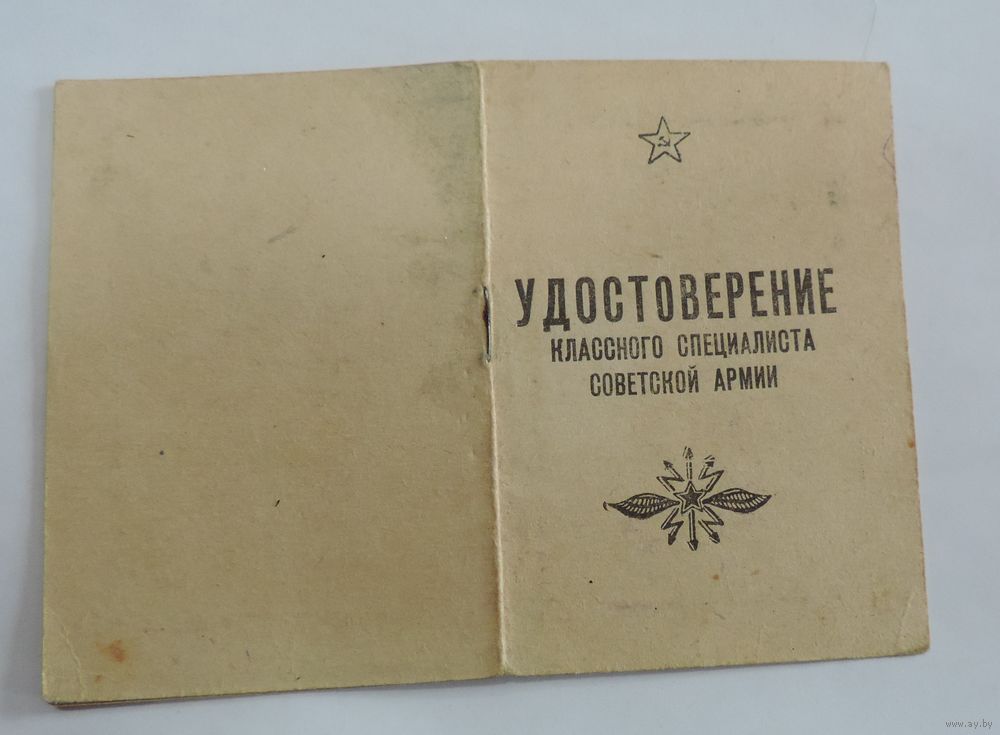 УДОСТОВЕРЕНИЕ
КЛАССНОГО СПЕЦИАЛИСТА
СОВЕТСКОЙ АРМИИ
www.ay.by